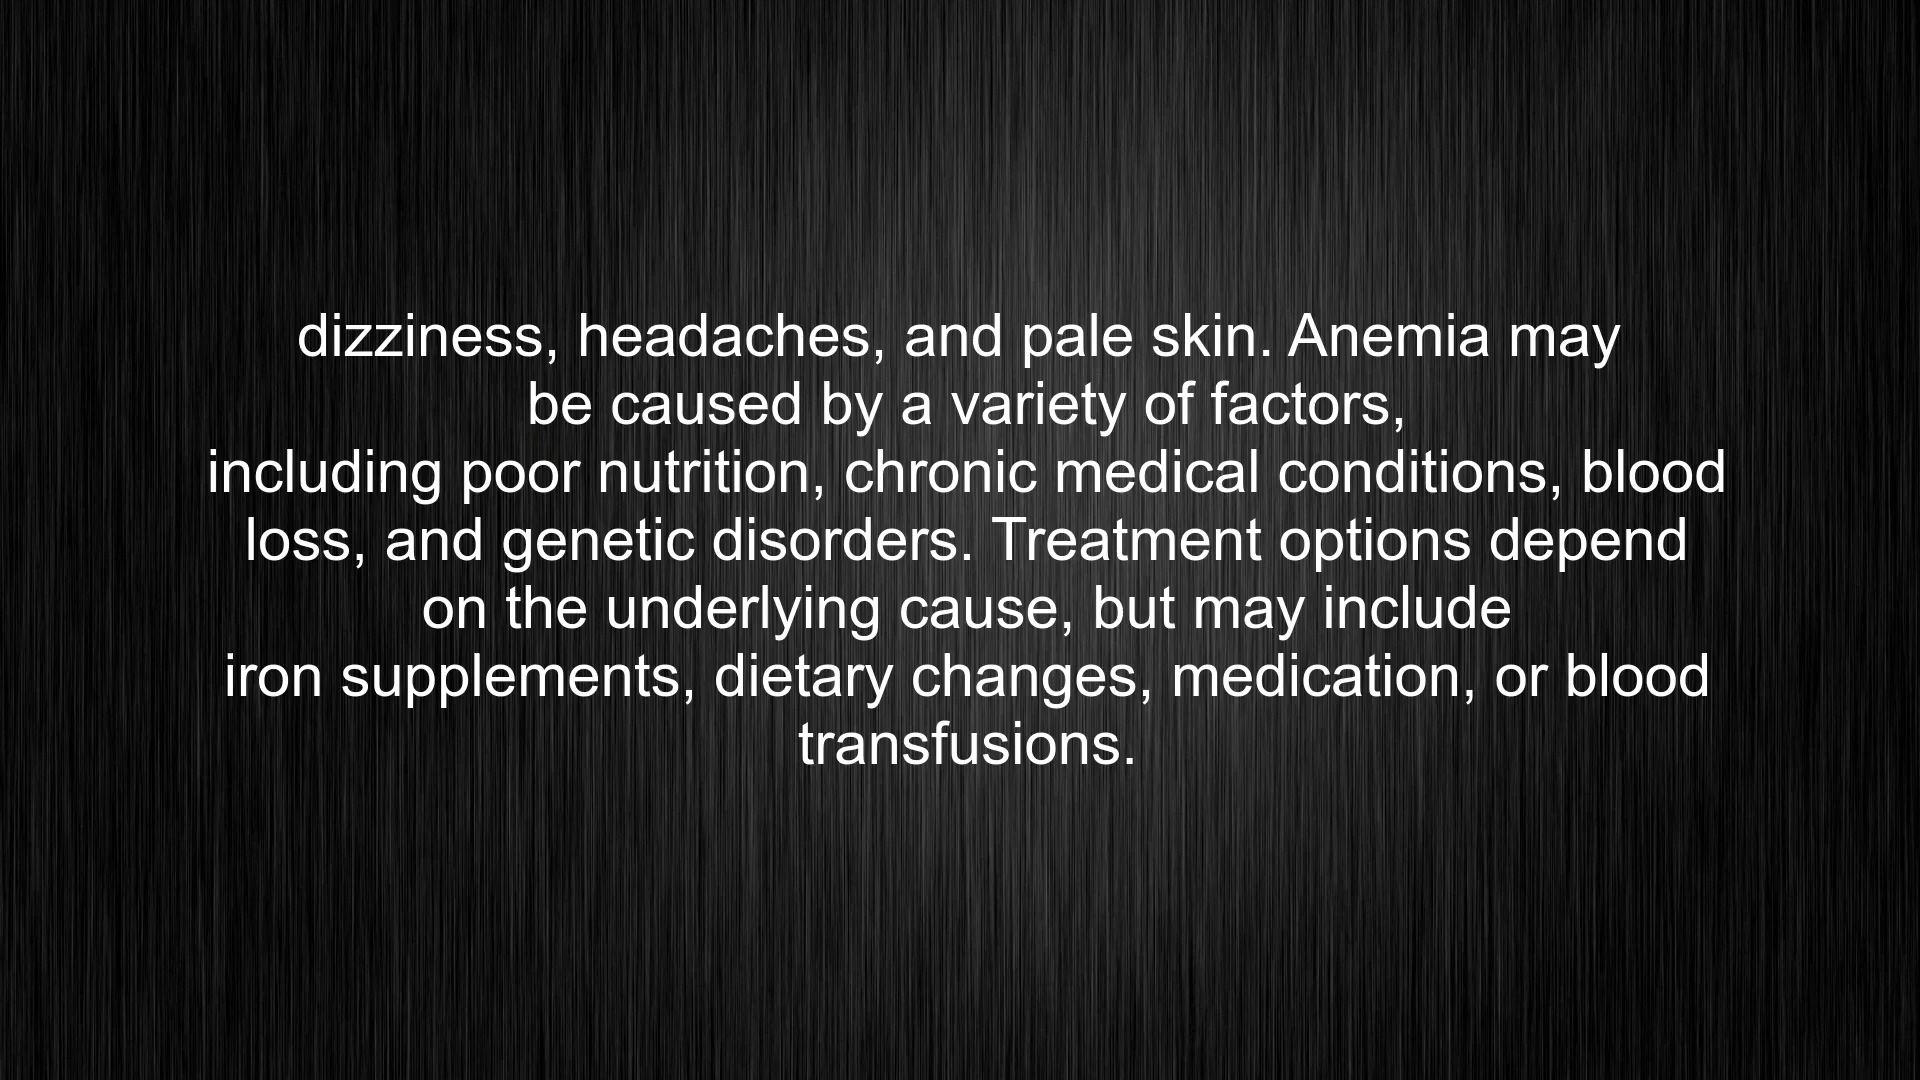 dizziness, headaches, and pale skin. Anemia may
be caused by a variety of factors,
including poor nutrition, chronic medical conditions, blood
loss, and genetic disorders. Treatment options depend
on the underlying cause, but may include
iron supplements, dietary changes, medication, or blood
transfusions.